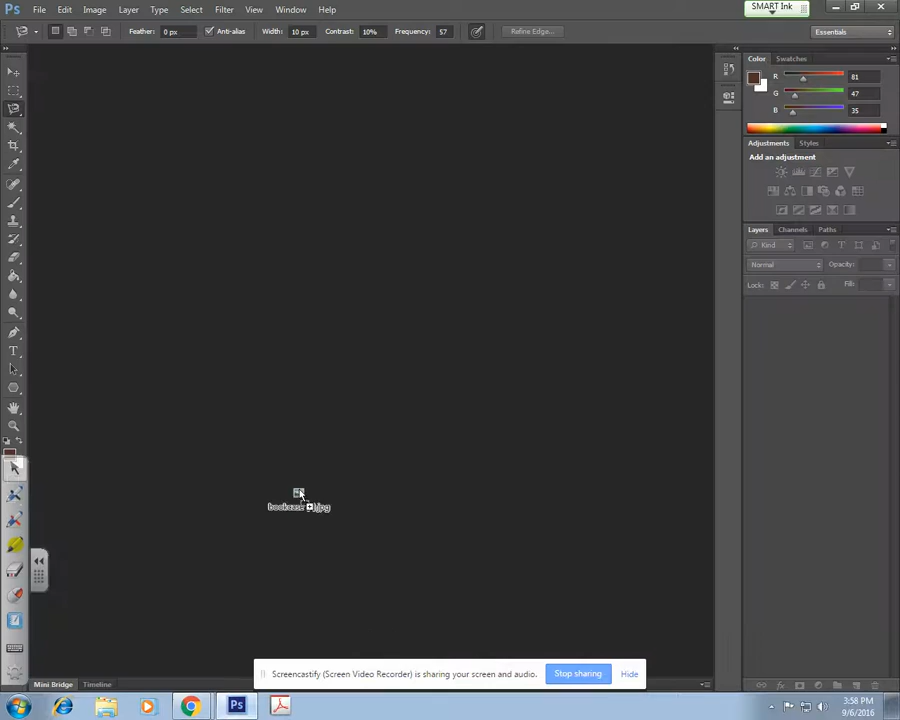 Ps File Edit Image Layer Type Select Filter View Window Help
SMART Ink
Feather: 0 px Anti-alias Width: 10 px Contrast: 10% Frequency: 57 Refine Edge... Essentials
Color Swatches
R 81
G 47
B 35
Adjustments Styles
Add an adjustment
Layers Channels Paths
Kind
Normal Opacity:
Lock: Fill:
T
.jpg
Screencastify (Screen Video Recorder) is sharing your screen and audio. Stop sharing Hide
Mini Bridge Timeline
Ps
3:58 PM
9/6/2016